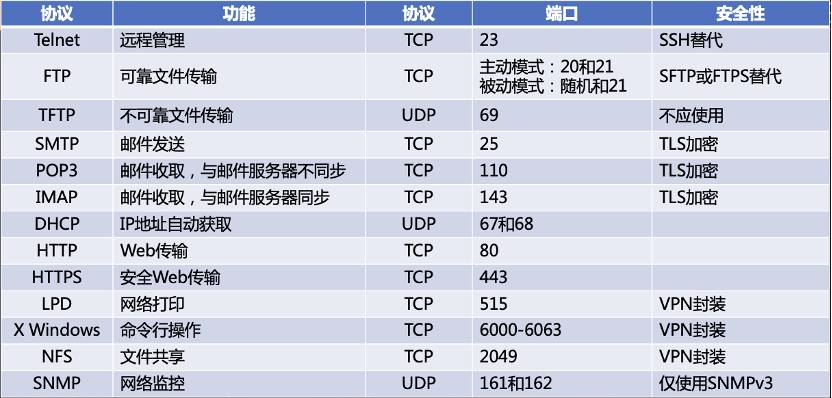 协议 功能 协议 端口 安全性
Telnet 远程管理 TCP 23 SSH替代
FTP 可靠文件传输 TCP 主动模式：20和21 SFTP或FTPS替代
被动模式：随机和21
TFTP 不可靠文件传输 UDP 69 不应使用
SMTP 邮件发送 TCP 25 TLS加密
POP3 邮件收取，与邮件服务器不同步 TCP 110 TLS加密
IMAP 邮件收取，与邮件服务器同步 TCP 143 TLS加密
DHCP IP地址自动获取 UDP 67和68
HTTP Web传输 TCP 80
HTTPS 安全Web传输 TCP 443
LPD 网络打印 TCP 515 VPN封装
X Windows 命令行操作 TCP 6000-6063 VPN封装
NFS 文件共享 TCP 2049 VPN封装
SNMP 网络监控 UDP 161和162 仅使用SNMPv3